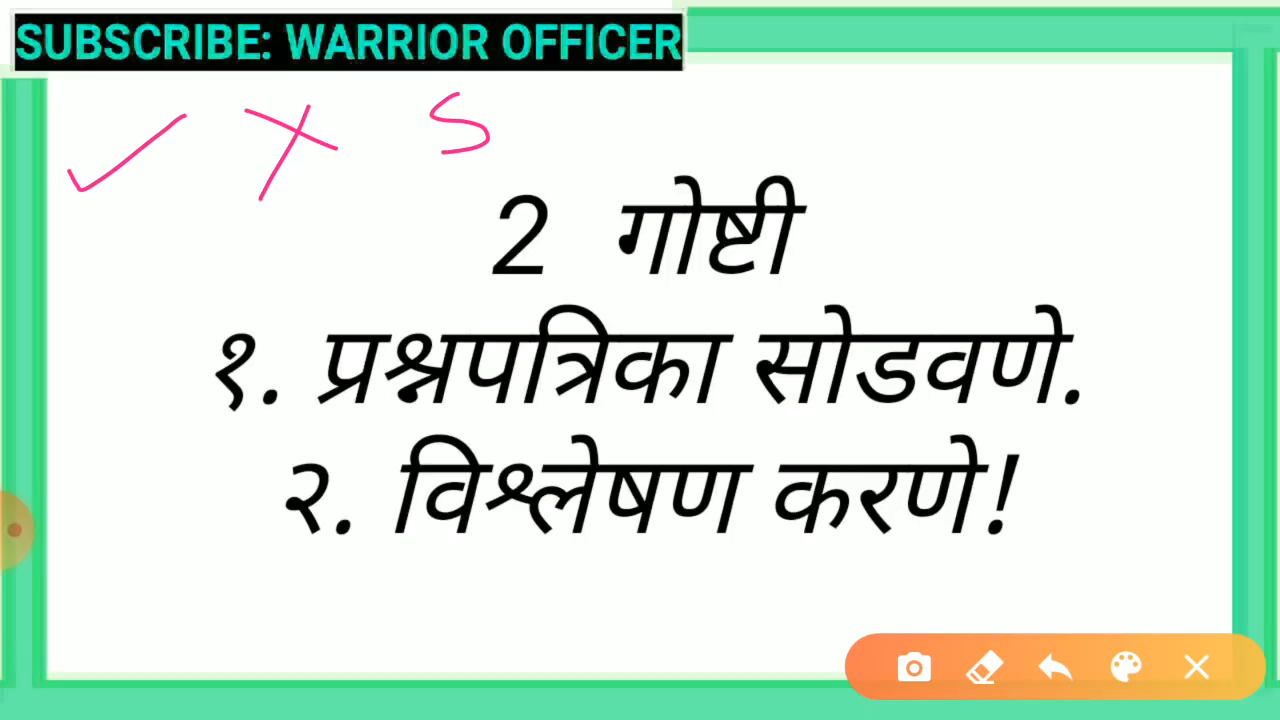 SUBSCRIBE: WARRIOR OFFICER
✓ X S
2 गोष्टी
१. प्रश्नपत्रिका सोडवणे.
२. विश्लेषण करणे!